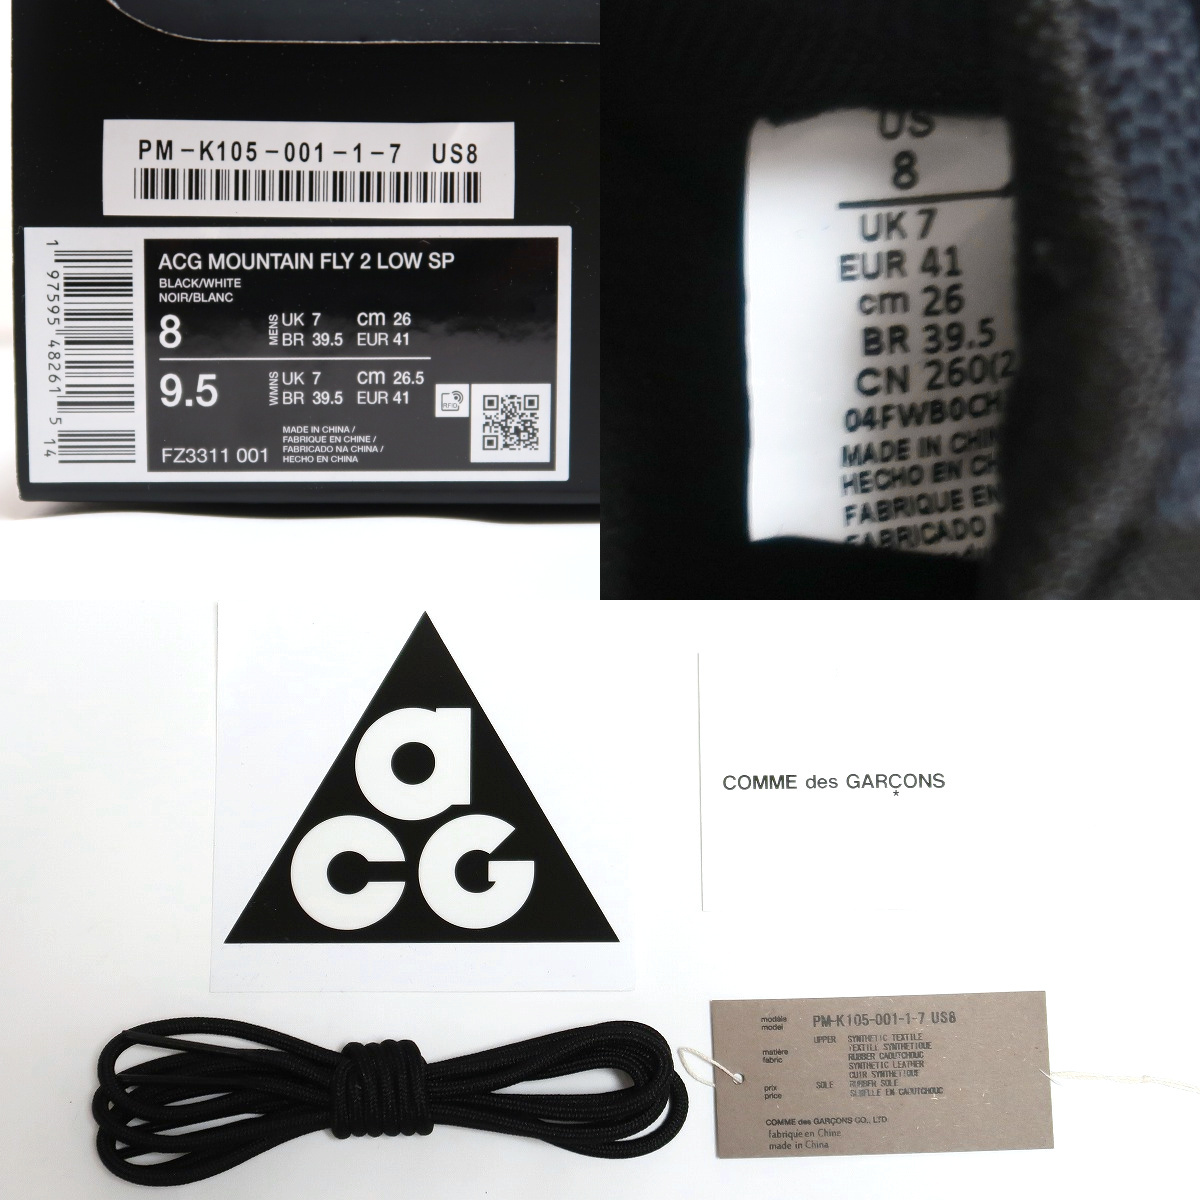 PM-K105-001-1-7 US8
1 97595 48261 5 14
ACG MOUNTAIN FLY 2 LOW SP
BLACK/WHITE
NOIR/BLANC
8 MENS UK 7 cm 26
BR 39.5 EUR 41
9.5 WMNS UK 7 cm 26.5
BR 39.5 EUR 41
RFID
FZ3311 001
MADE IN CHINA /
FABRIQUE EN CHINE /
FABRICADO NA CHINA /
HECHO EN CHINA
US
8
UK 7
EUR 41
cm 26
BR 39.5
CN 260(2
04FWB0CH
MADE IN CHIN
HECHO EN CH
FABRIQUE EN
FABRICADO
aCG
COMME des GARÇONS
*
modèle
model
PM-K105-001-1-7 US8
matière
fabric
UPPER SYNTHETIC TEXTILE
TEXTILE SYNTHETIQUE
RUBBER CAOUTCHOUC
SYNTHETIC LEATHER
CUIR SYNTHETIQUE
prix
price
SOLE RUBBER SOLE
SEMELLE EN CAOUTCHOUC
COMME des GARÇONS CO., LTD
fabrique en Chine
made in China